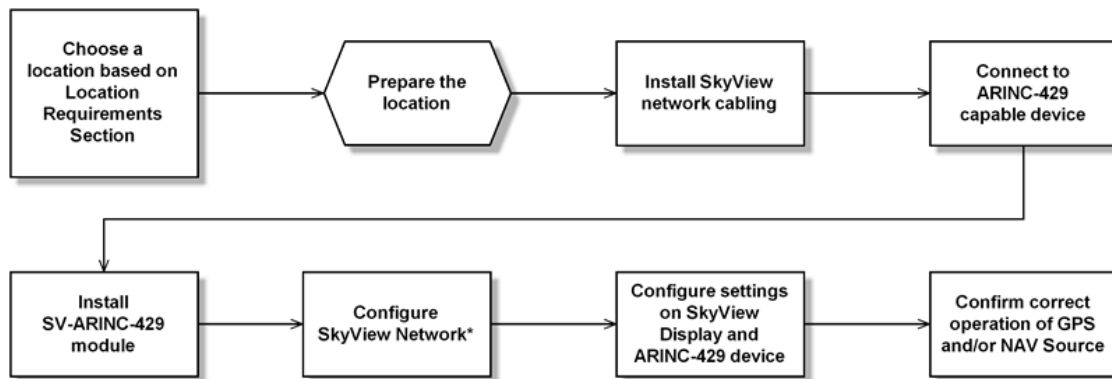 Choose a
location based on
Location
Requirements
Section
Prepare the
location
Install SkyView
network cabling
Connect to
ARINC-429
capable device
Install
SV-ARINC-429
module
Configure
SkyView Network*
Configure settings
on SkyView
Display and
ARINC-429 device
Confirm correct
operation of GPS
and/or NAV Source